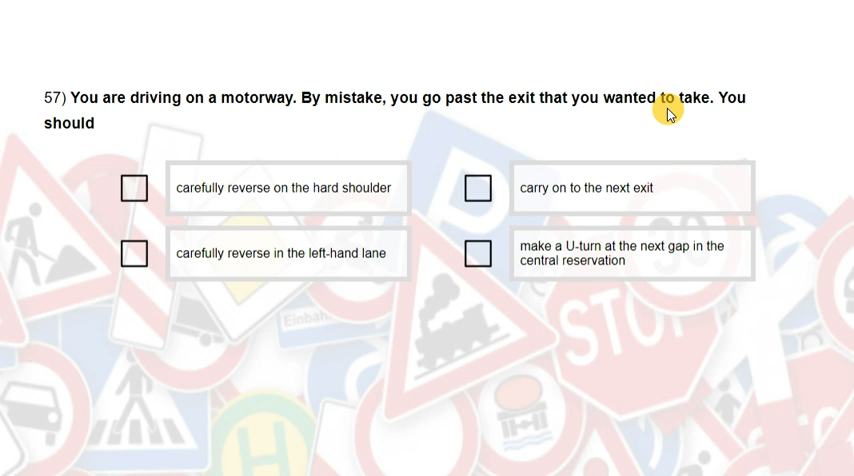 57) You are driving on a motorway. By mistake, you go past the exit that you wanted to take. You
should
carefully reverse on the hard shoulder
carry on to the next exit
carefully reverse in the left-hand lane
make a U-turn at the next gap in the
central reservation
P
30
Einbah
STOP
H